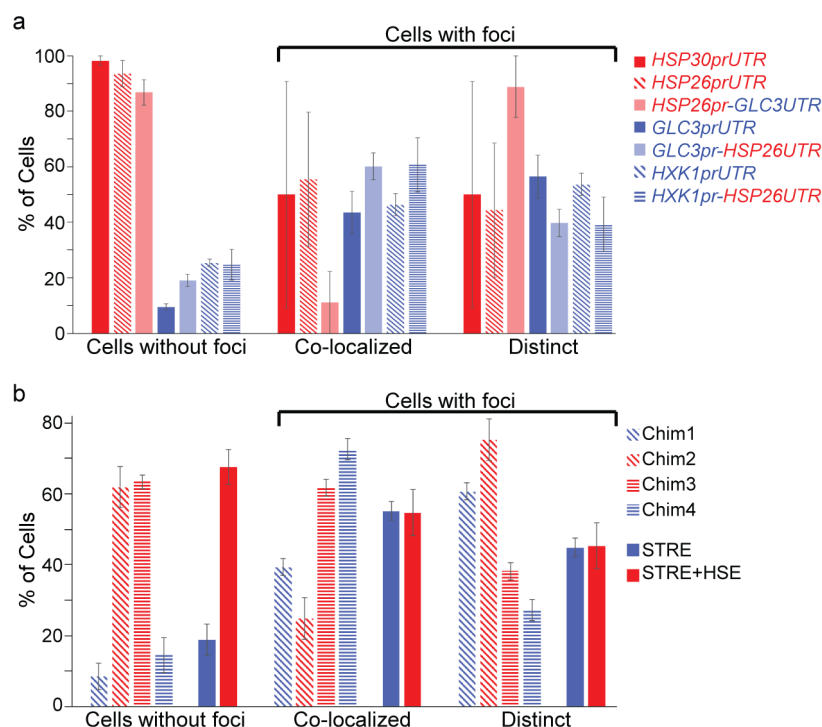 a
Cells with foci
100
80
60
40
20
0
% of Cells
Cells without foci
Co-localized
Distinct
HSP30prUTR
HSP26prUTR
HSP26pr-GLC3UTR
GLC3prUTR
GLC3pr-HSP26UTR
HXK1prUTR
HXK1pr-HSP26UTR
b
Cells with foci
80
60
40
20
0
% of Cells
Cells without foci
Co-localized
Distinct
Chim1
Chim2
Chim3
Chim4
STRE
STRE+HSE